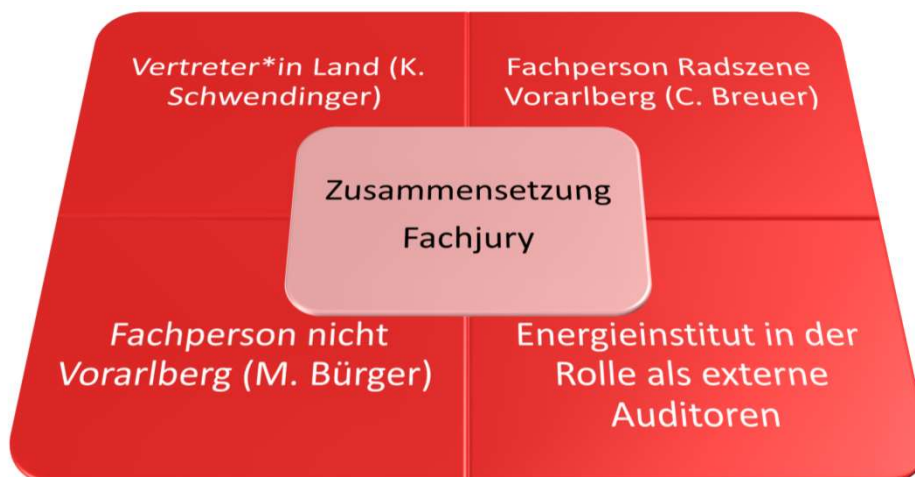 Vertreter*in Land (K.
Schwendinger)
Fachperson Radszene
Vorarlberg (C. Breuer)
Zusammensetzung
Fachjury
Fachperson nicht
Vorarlberg (M. Bürger)
Energieinstitut in der
Rolle als externe
Auditoren